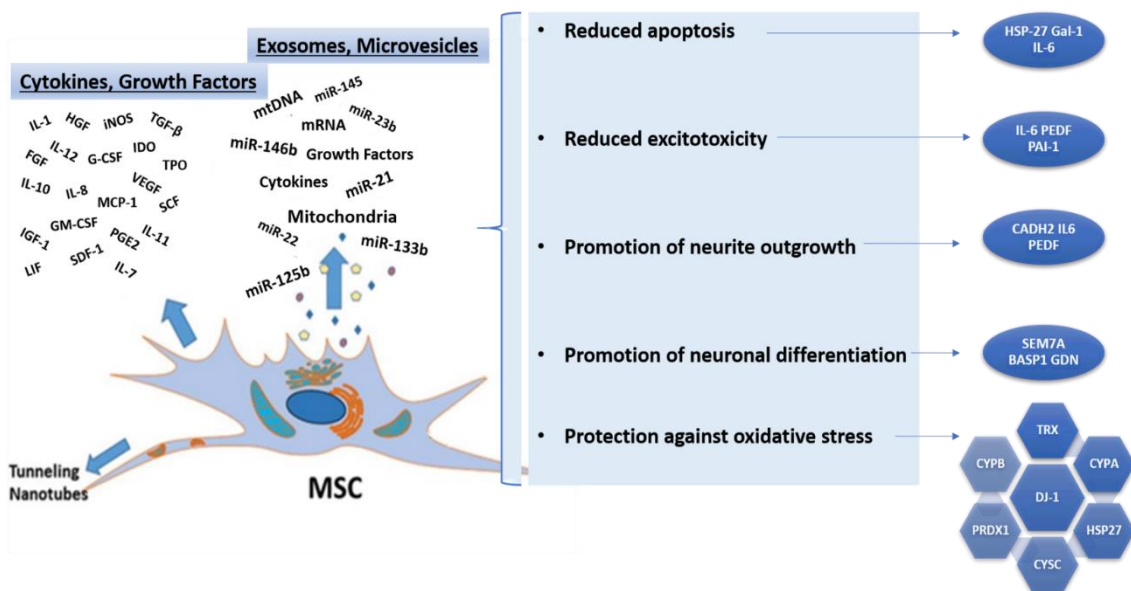 Exosomes, Microvesicles
Cytokines, Growth Factors
IL-1
HGF
iNOS
TGF-β
FGF
IL-12
G-CSF
IDO
TPO
IL-10
IL-8
MCP-1
VEGF
SCF
IGF-1
GM-CSF
PGE2
IL-11
LIF
SDF-1
IL-7
mtDNA
miR-145
mRNA
miR-23b
miR-146b
Growth Factors
Cytokines
miR-21
Mitochondria
miR-22
miR-133b
miR-125b
Tunneling
Nanotubes
MSC
• Reduced apoptosis
HSP-27 Gal-1
IL-6
• Reduced excitotoxicity
IL-6 PEDF
PAI-1
• Promotion of neurite outgrowth
CADH2 IL6
PEDF
• Promotion of neuronal differentiation
SEM7A
BASP1 GDN
• Protection against oxidative stress
TRX
CYPB
CYPA
DJ-1
PRDX1
HSP27
CYSC